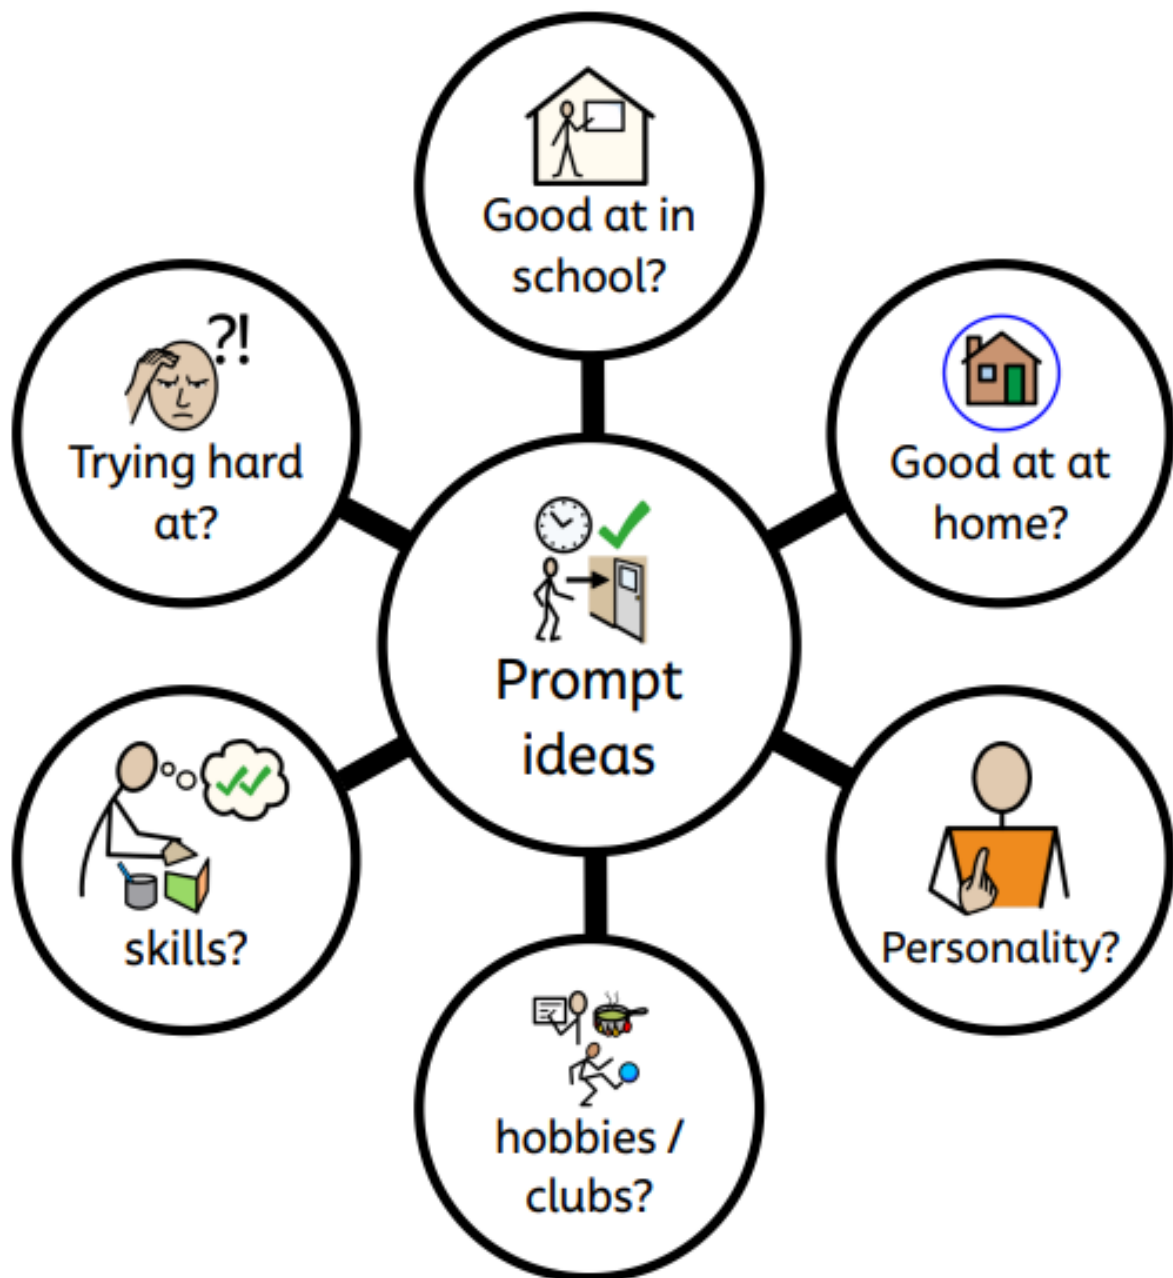 Good at in
school?
?!
Trying hard
at?
Good at at
home?
Prompt
ideas
skills?
Personality?
hobbies /
clubs?